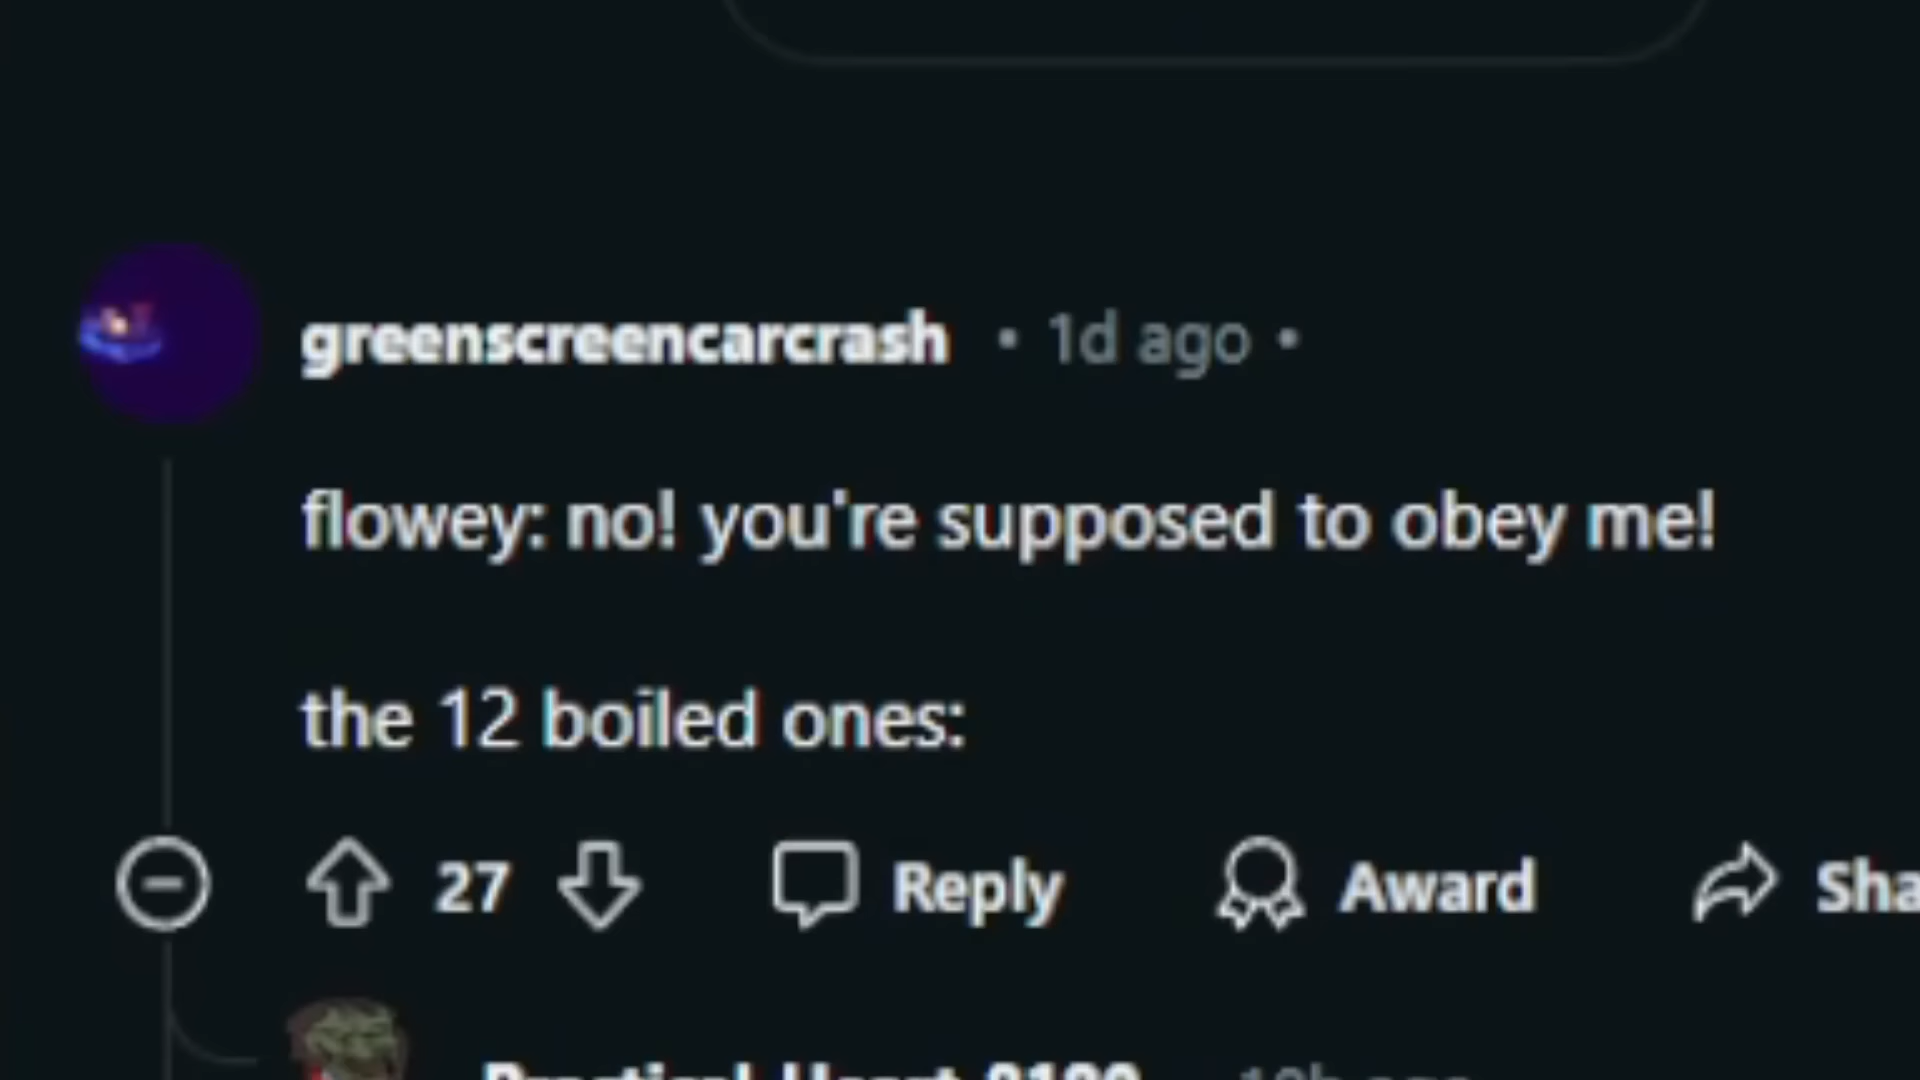 greenscreencarcrash • 1d ago •
flowey: no! you're supposed to obey me!
the 12 boiled ones:
27 Reply Award Sha
Practical_Heart_8180